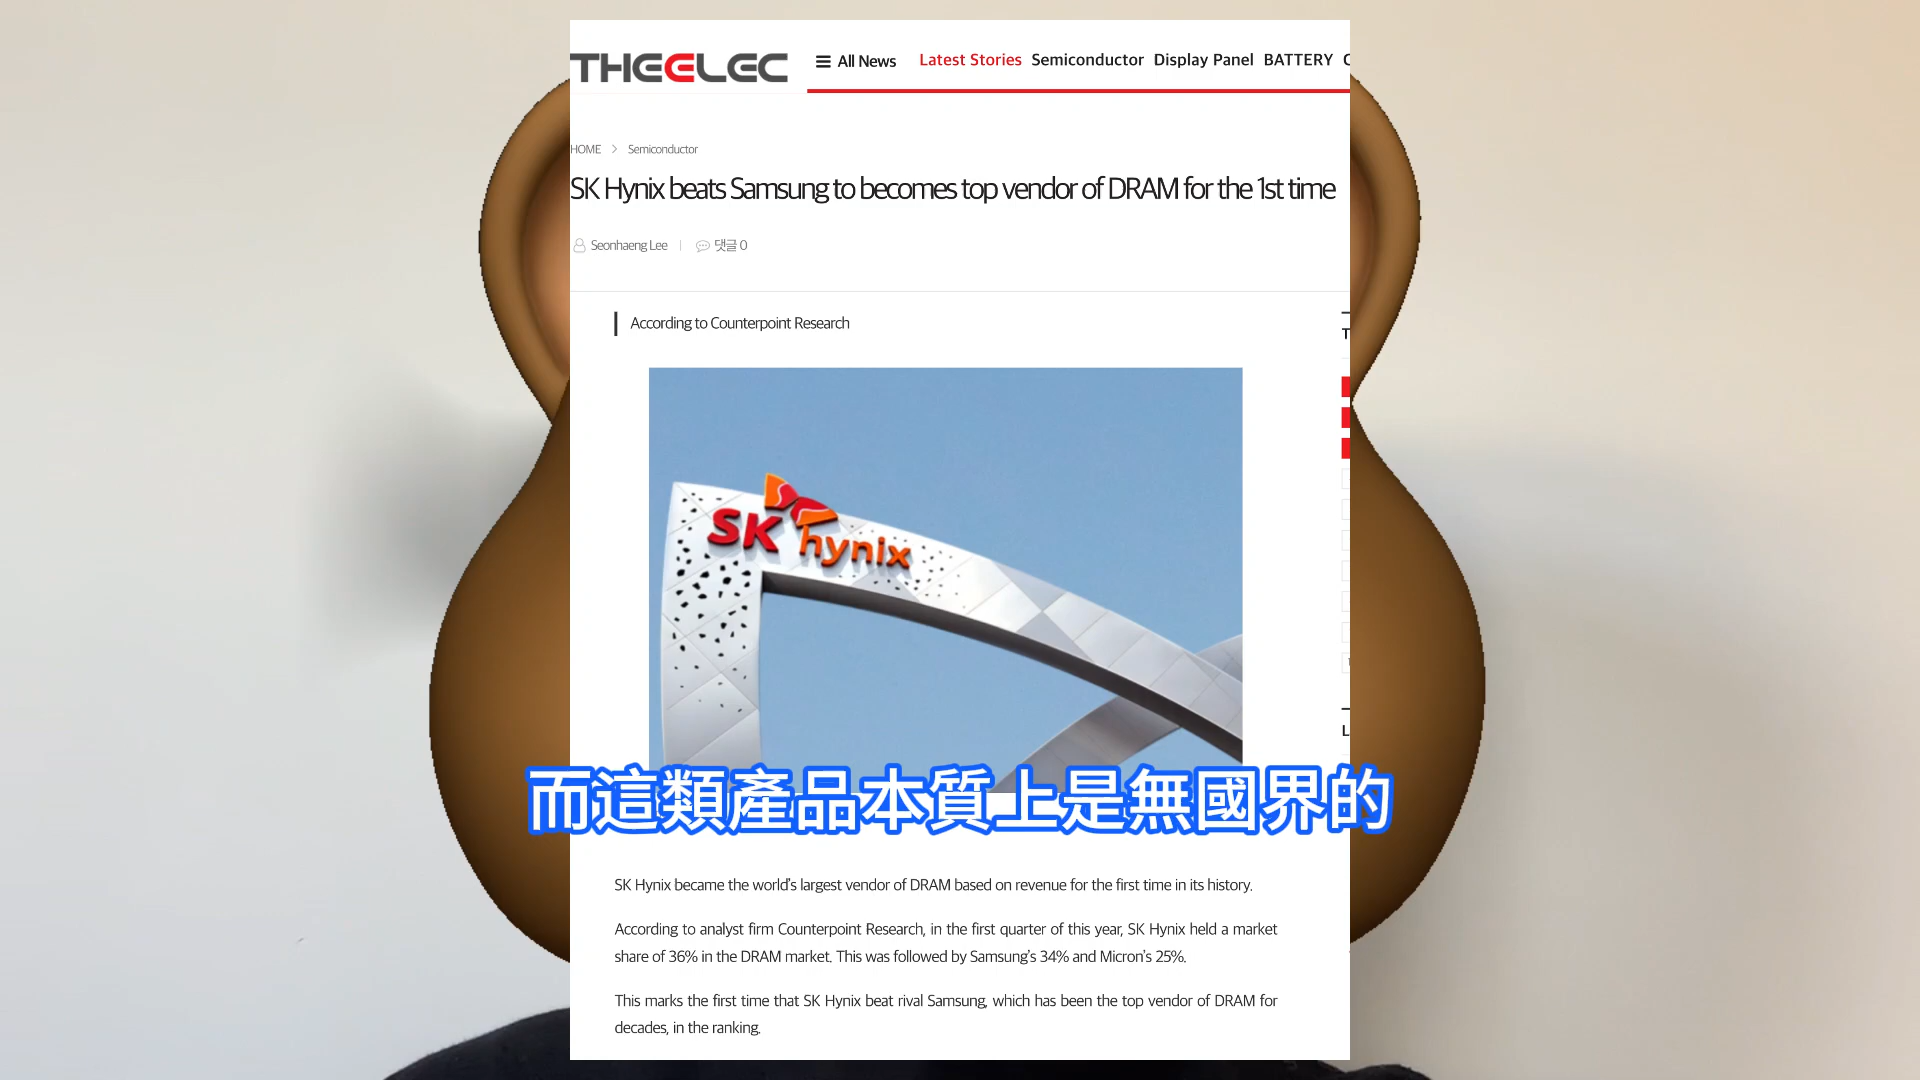 THEELEC
All News Latest Stories Semiconductor Display Panel BATTERY
HOME > Semiconductor
SK Hynix beats Samsung to becomes top vendor of DRAM for the 1st time
Seonhaeng Lee | 댓글 0
According to Counterpoint Research
SK hynix
而這類產品本質上是無國界的
SK Hynix became the world's largest vendor of DRAM based on revenue for the first time in its history.
According to analyst firm Counterpoint Research, in the first quarter of this year, SK Hynix held a market
share of 36% in the DRAM market. This was followed by Samsung's 34% and Micron's 25%.
This marks the first time that SK Hynix beat rival Samsung, which has been the top vendor of DRAM for
decades, in the ranking.